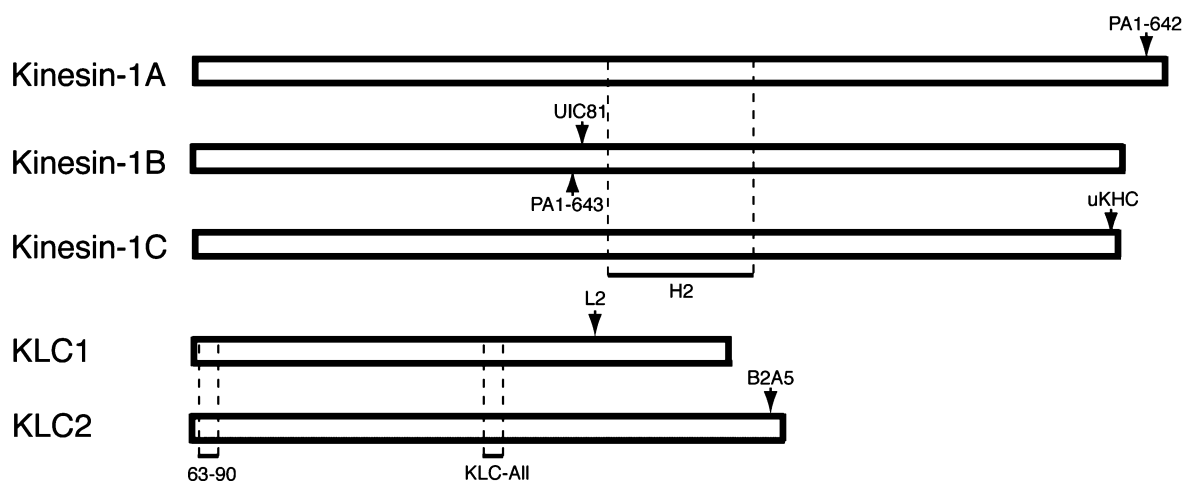 PA1-642
Kinesin-1A
UIC81
Kinesin-1B
PA1-643
uKHC
Kinesin-1C
H2
L2
KLC1
B2A5
KLC2
63-90
KLC-All